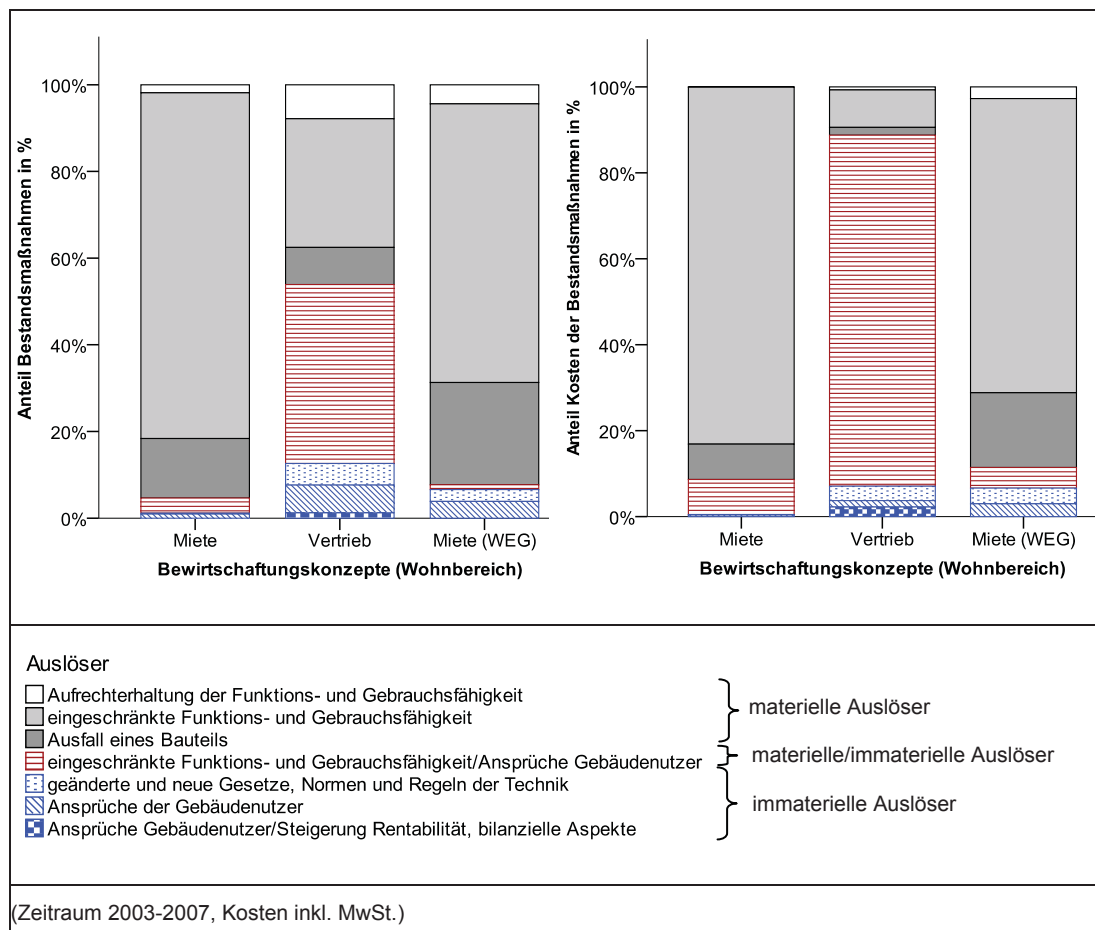 Anteil Bestandsmaßnahmen in %
100%
80%
60%
40%
20%
0%
Miete
Vertrieb
Miete (WEG)
Bewirtschaftungskonzepte (Wohnbereich)
Anteil Kosten der Bestandsmaßnahmen in %
100%
80%
60%
40%
20%
0%
Miete
Vertrieb
Miete (WEG)
Bewirtschaftungskonzepte (Wohnbereich)
Auslöser
Aufrechterhaltung der Funktions- und Gebrauchsfähigkeit
eingeschränkte Funktions- und Gebrauchsfähigkeit
Ausfall eines Bauteils
materielle Auslöser
eingeschränkte Funktions- und Gebrauchsfähigkeit/Ansprüche Gebäudenutzer
materielle/immaterielle Auslöser
geänderte und neue Gesetze, Normen und Regeln der Technik
Ansprüche der Gebäudenutzer
Ansprüche Gebäudenutzer/Steigerung Rentabilität, bilanzielle Aspekte
immaterielle Auslöser
(Zeitraum 2003-2007, Kosten inkl. MwSt.)